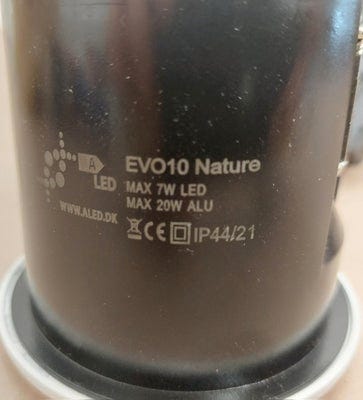 A LED
EVO10 Nature
MAX 7W LED
MAX 20W ALU
WWW.ALED.DK
CE IP44/21